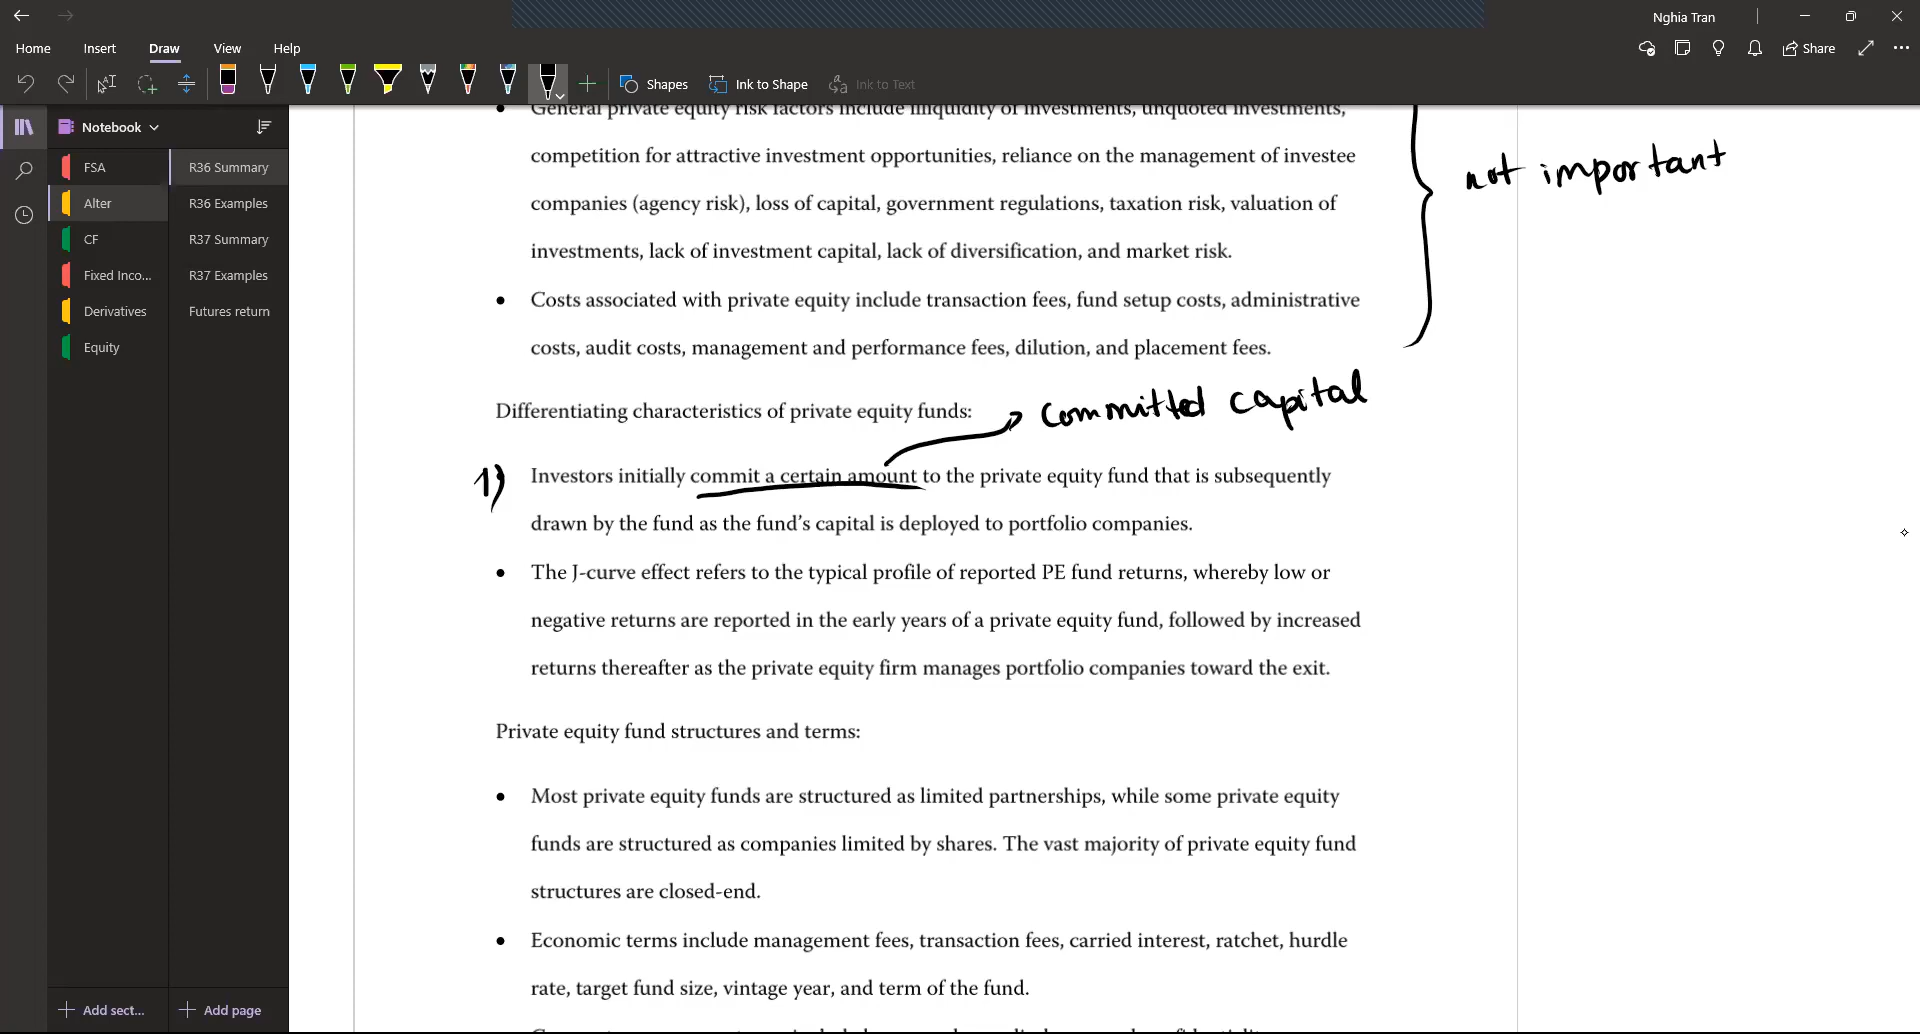 Nghia Tran
Home Insert Draw View Help
Share
Shapes Ink to Shape Ink to Text
Notebook
FSA
Alter
CF
Fixed Inco...
Derivatives
Equity
Add sect...
R36 Summary
R36 Examples
R37 Summary
R37 Examples
Futures return
Add page
General private equity risk factors include illiquidity of investments, unquoted investments,
competition for attractive investment opportunities, reliance on the management of investee
companies (agency risk), loss of capital, government regulations, taxation risk, valuation of
investments, lack of investment capital, lack of diversification, and market risk.
not important
• Costs associated with private equity include transaction fees, fund setup costs, administrative
costs, audit costs, management and performance fees, dilution, and placement fees.
Differentiating characteristics of private equity funds:
committed capital
1) Investors initially commit a certain amount to the private equity fund that is subsequently
drawn by the fund as the fund’s capital is deployed to portfolio companies.
• The J-curve effect refers to the typical profile of reported PE fund returns, whereby low or
negative returns are reported in the early years of a private equity fund, followed by increased
returns thereafter as the private equity firm manages portfolio companies toward the exit.
Private equity fund structures and terms:
• Most private equity funds are structured as limited partnerships, while some private equity
funds are structured as companies limited by shares. The vast majority of private equity fund
structures are closed-end.
• Economic terms include management fees, transaction fees, carried interest, ratchet, hurdle
rate, target fund size, vintage year, and term of the fund.